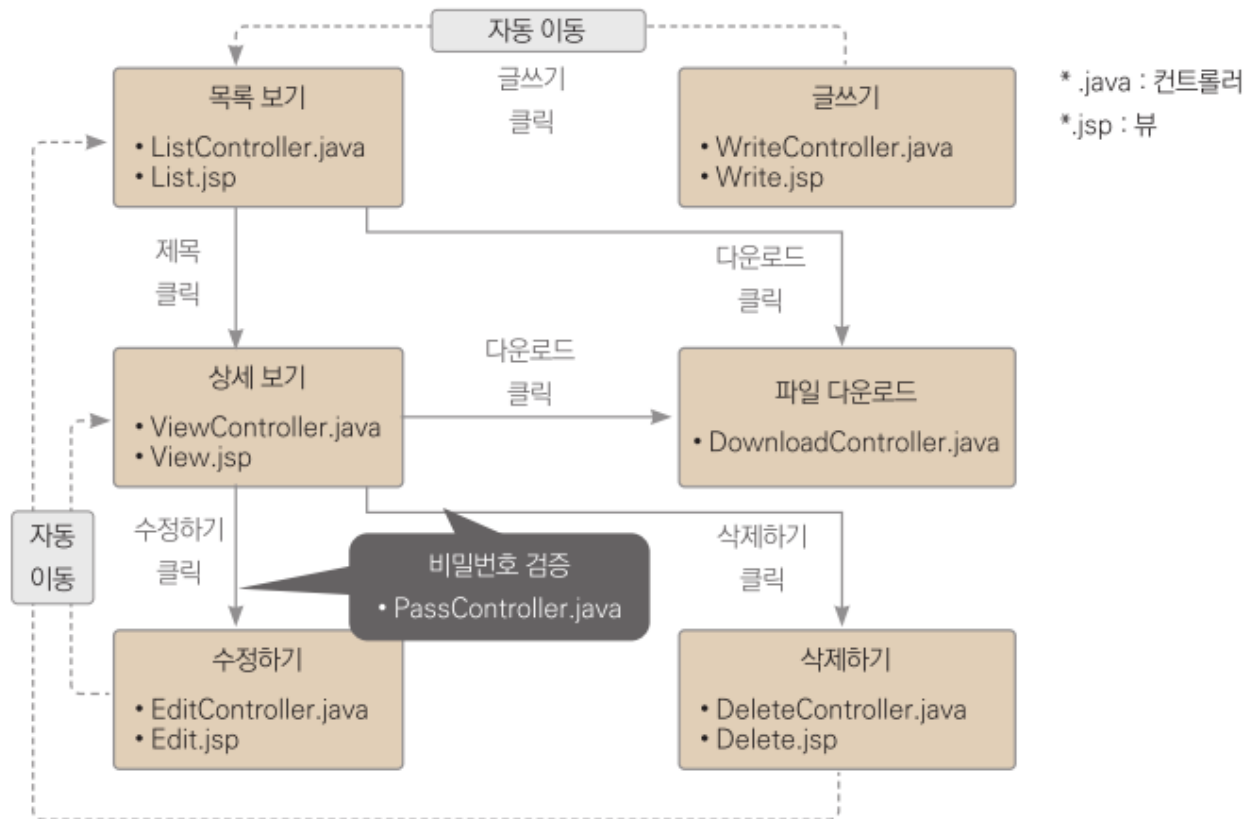 자동 이동
목록 보기
• ListController.java
• List.jsp
글쓰기
클릭
글쓰기
• WriteController.java
• Write.jsp
* .java : 컨트롤러
*.jsp : 뷰
제목
클릭
다운로드
클릭
상세 보기
• ViewController.java
• View.jsp
다운로드
클릭
파일 다운로드
• DownloadController.java
자동
이동
수정하기
클릭
비밀번호 검증
• PassController.java
삭제하기
클릭
수정하기
• EditController.java
• Edit.jsp
삭제하기
• DeleteController.java
• Delete.jsp